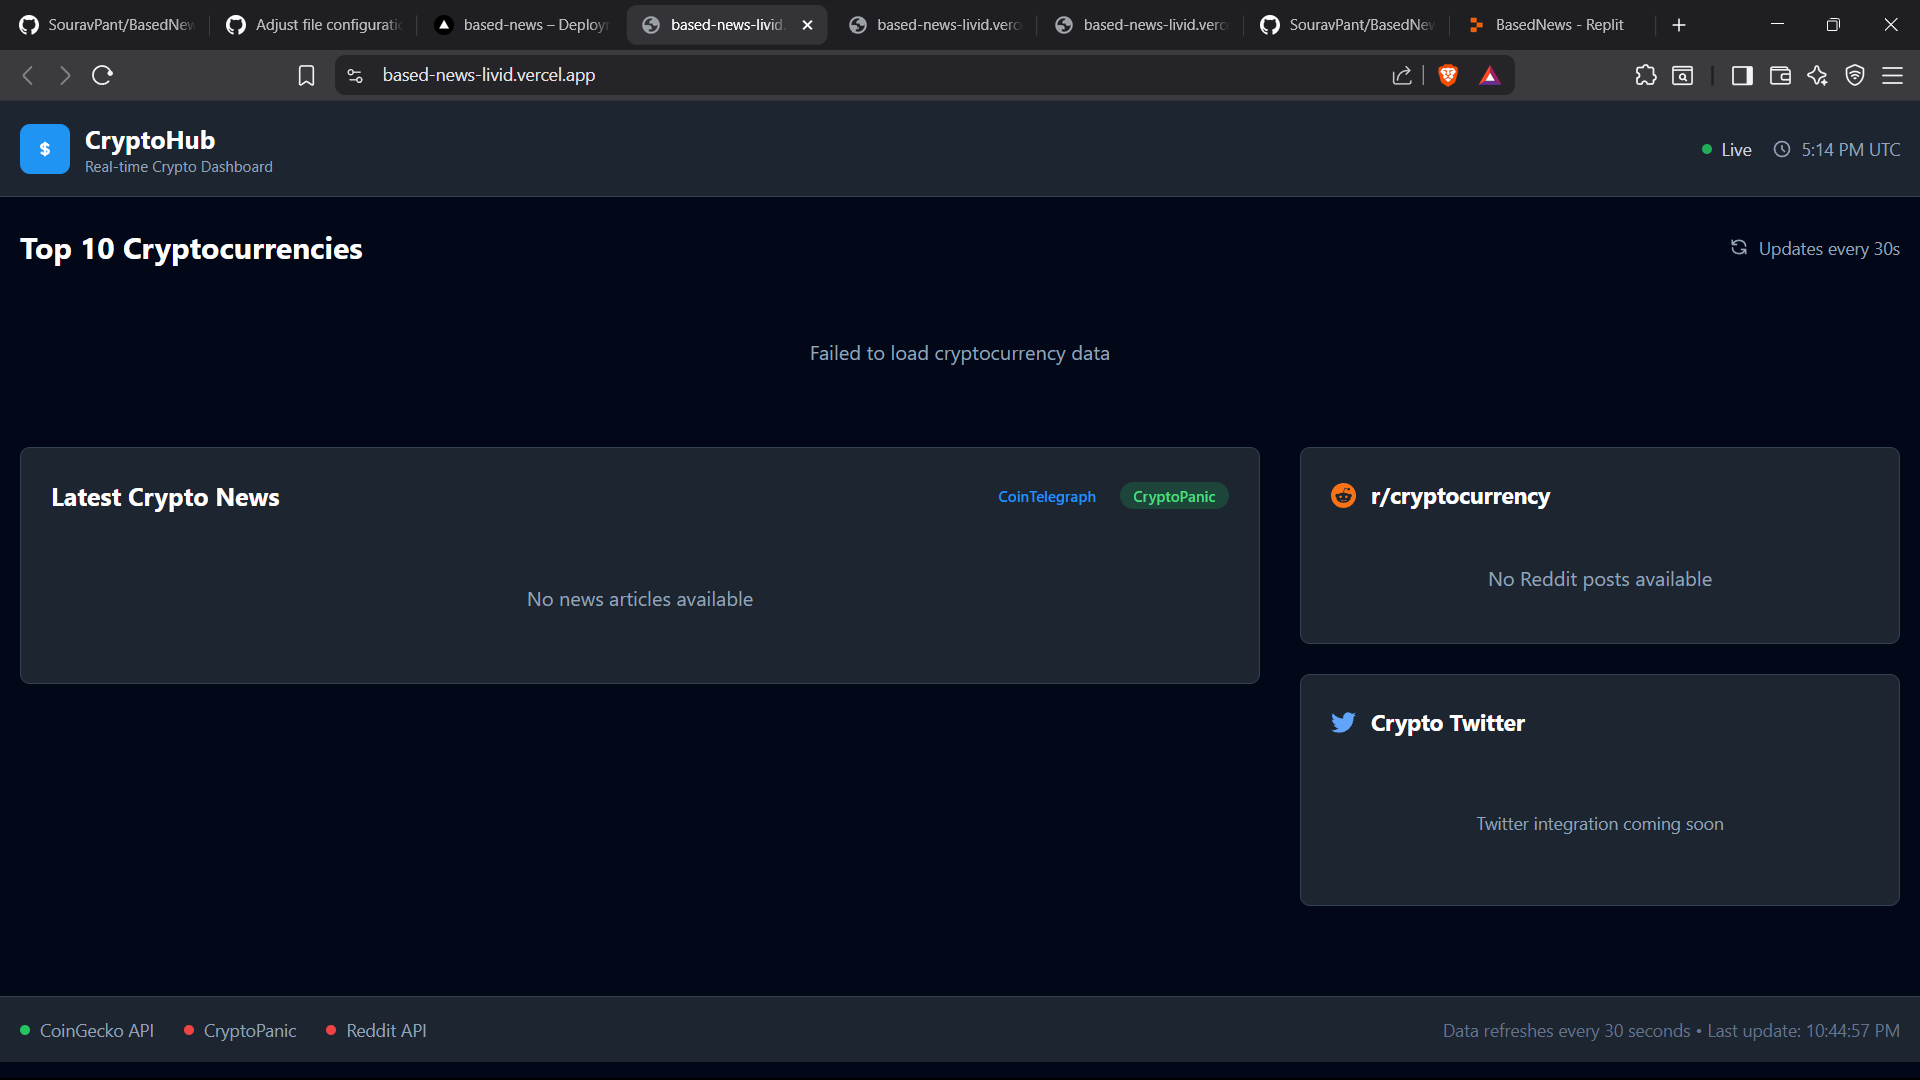 SouravPant/BasedNew
Adjust file configuratio
based-news – Deploym
based-news-livid.
based-news-livid.verc
based-news-livid.verc
SouravPant/BasedNew
BasedNews - Replit
based-news-livid.vercel.app
$
CryptoHub
Real-time Crypto Dashboard
Live
5:14 PM UTC
Top 10 Cryptocurrencies
Updates every 30s
Failed to load cryptocurrency data
Latest Crypto News
CoinTelegraph
CryptoPanic
No news articles available
r/cryptocurrency
No Reddit posts available
Crypto Twitter
Twitter integration coming soon
CoinGecko API
CryptoPanic
Reddit API
Data refreshes every 30 seconds • Last update: 10:44:57 PM